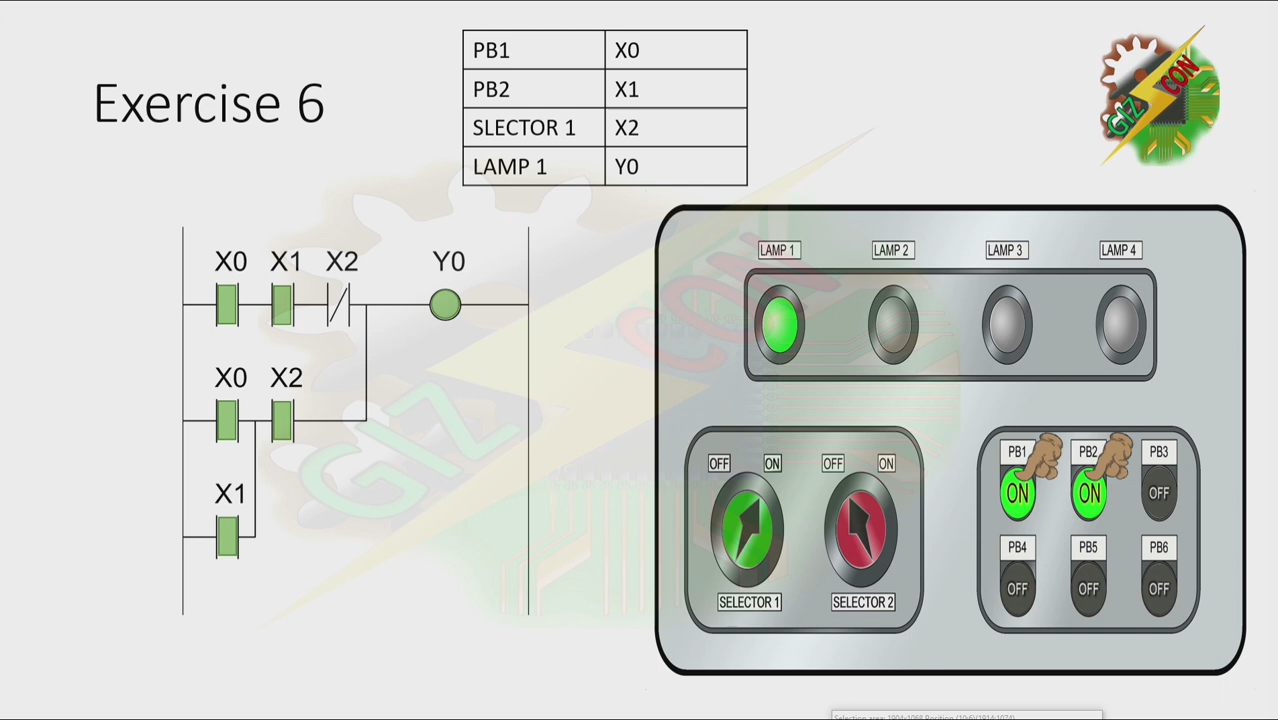 Exercise 6
PB1 X0
PB2 X1
SLECTOR 1 X2
LAMP 1 Y0
GIZ CON
X0 X1 X2 Y0
X0 X2
X1
LAMP 1 LAMP 2 LAMP 3 LAMP 4
OFF ON OFF ON
SELECTOR 1 SELECTOR 2
PB1 PB2 PB3
ON ON OFF
PB4 PB5 PB6
OFF OFF OFF
GIZ CON